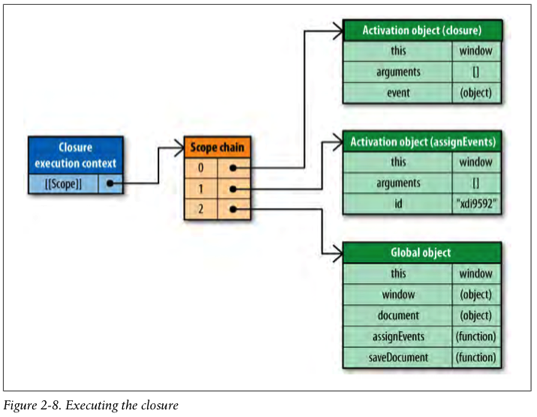 Activation object (closure)
this window
arguments []
event (object)
Closure
execution context
[[Scope]]
Scope chain
0
1
2
Activation object (assignEvents)
this window
arguments []
id "xdi9592"
Global object
this window
window (object)
document (object)
assignEvents (function)
saveDocument (function)
Figure 2-8. Executing the closure